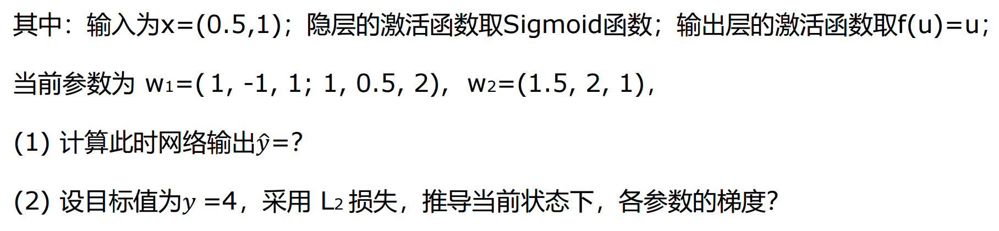 其中：输入为x=(0.5,1)；隐层的激活函数取Sigmoid函数；输出层的激活函数取f(u)=u；
当前参数为 w₁=( 1, -1, 1; 1, 0.5, 2)， w₂=(1.5, 2, 1)，
(1) 计算此时网络输出ŷ=？
(2) 设目标值为y =4，采用 L₂ 损失，推导当前状态下，各参数的梯度？